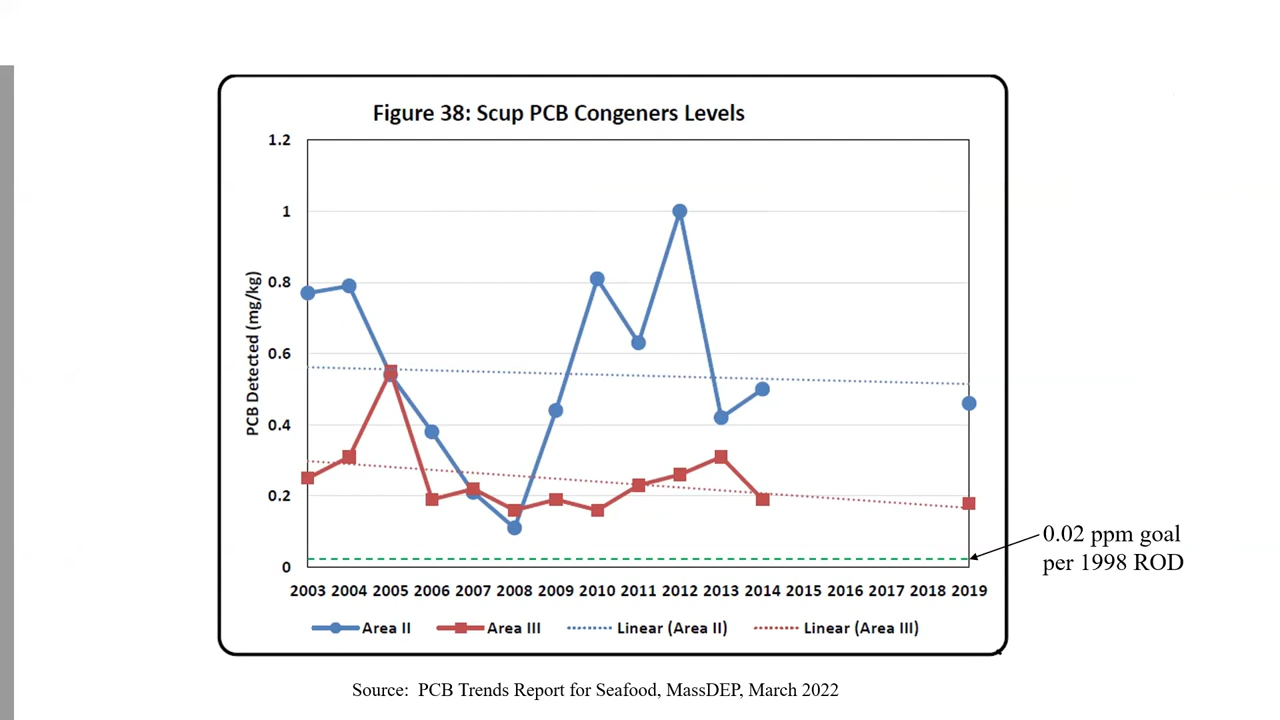 Figure 38: Scup PCB Congeners Levels
1.2
1
0.8
0.6
0.4
0.2
0
PCB Detected (mg/kg)
2003 2004 2005 2006 2007 2008 2009 2010 2011 2012 2013 2014 2015 2016 2017 2018 2019
Area II Area III Linear (Area II) Linear (Area III)
0.02 ppm goal
per 1998 ROD
Source: PCB Trends Report for Seafood, MassDEP, March 2022